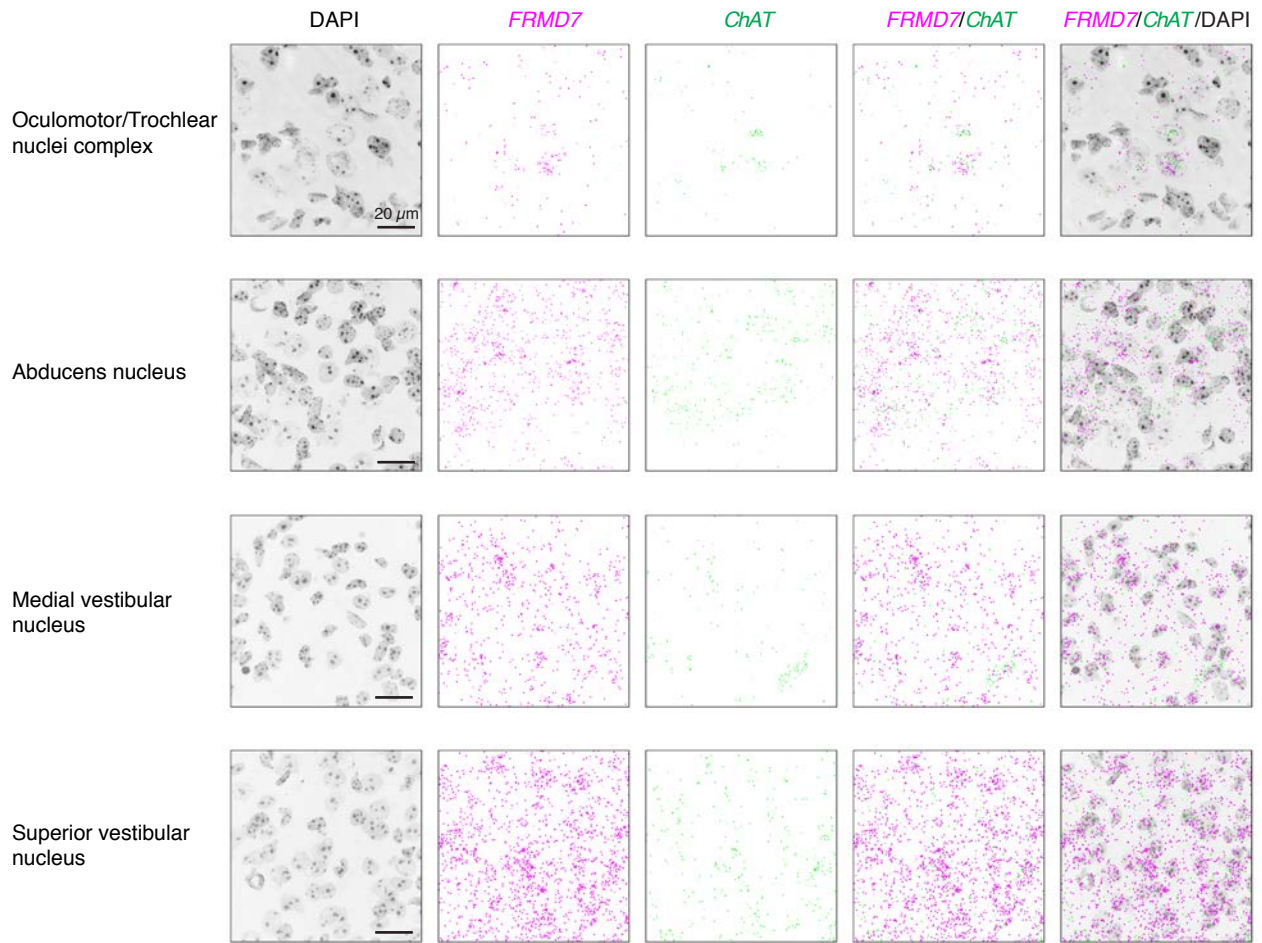 DAPI FRMD7 ChAT FRMD7/ChAT FRMD7/ChAT/DAPI
Oculomotor/Trochlear
nuclei complex
20 µm
Abducens nucleus
Medial vestibular
nucleus
Superior vestibular
nucleus